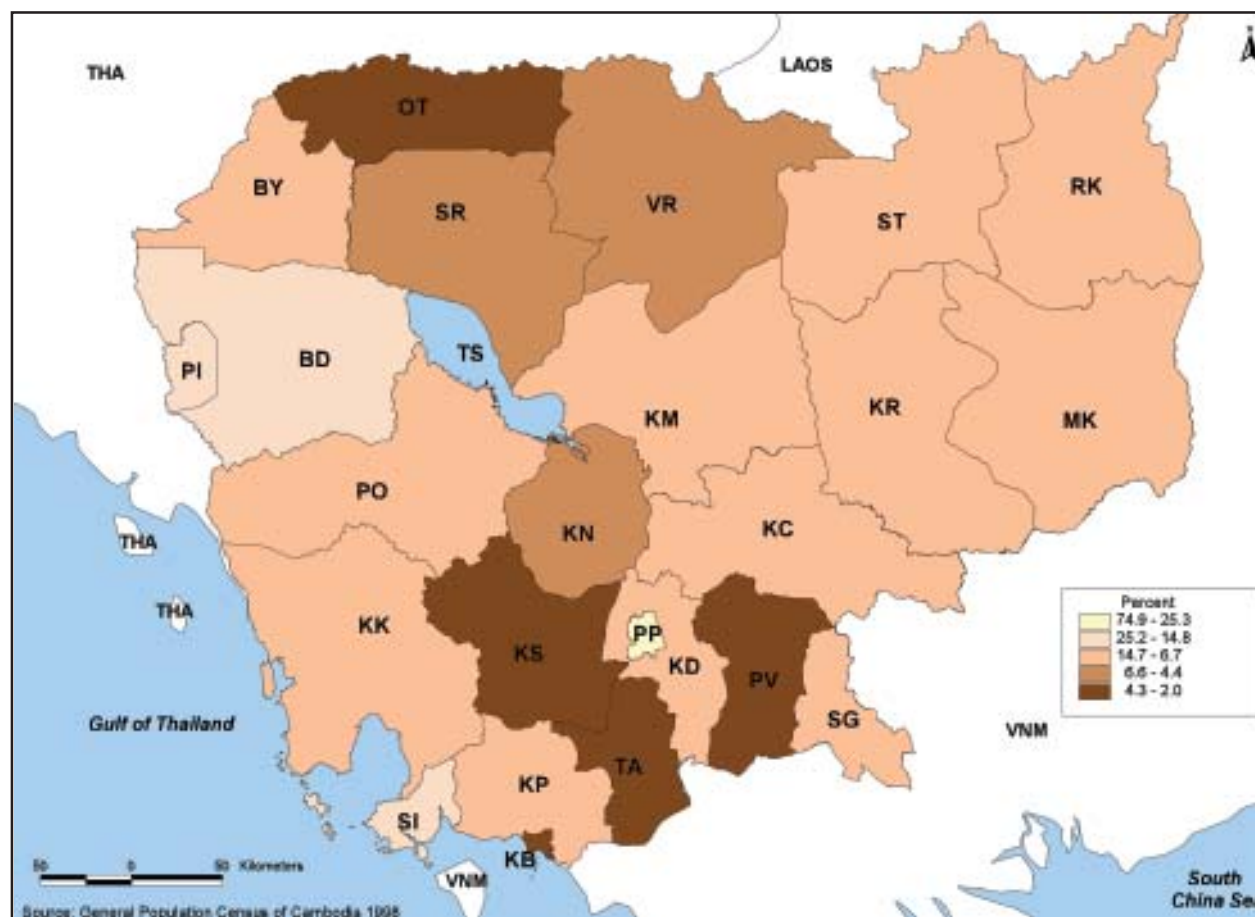 THA
LAOS
N
OT
BY
SR
VR
ST
RK
PI
BD
TS
KM
KR
MK
PO
KN
KC
THA
THA
KK
KS
PP
KD
PV
SG
TA
KP
SI
KB
VNM
VNM
Gulf of Thailand
Percent
74.9 - 25.3
25.2 - 14.8
14.7 - 6.7
6.6 - 4.4
4.3 - 2.0
50 0 50 Kilometers
South
China Se
Source: General Population Census of Cambodia 1998